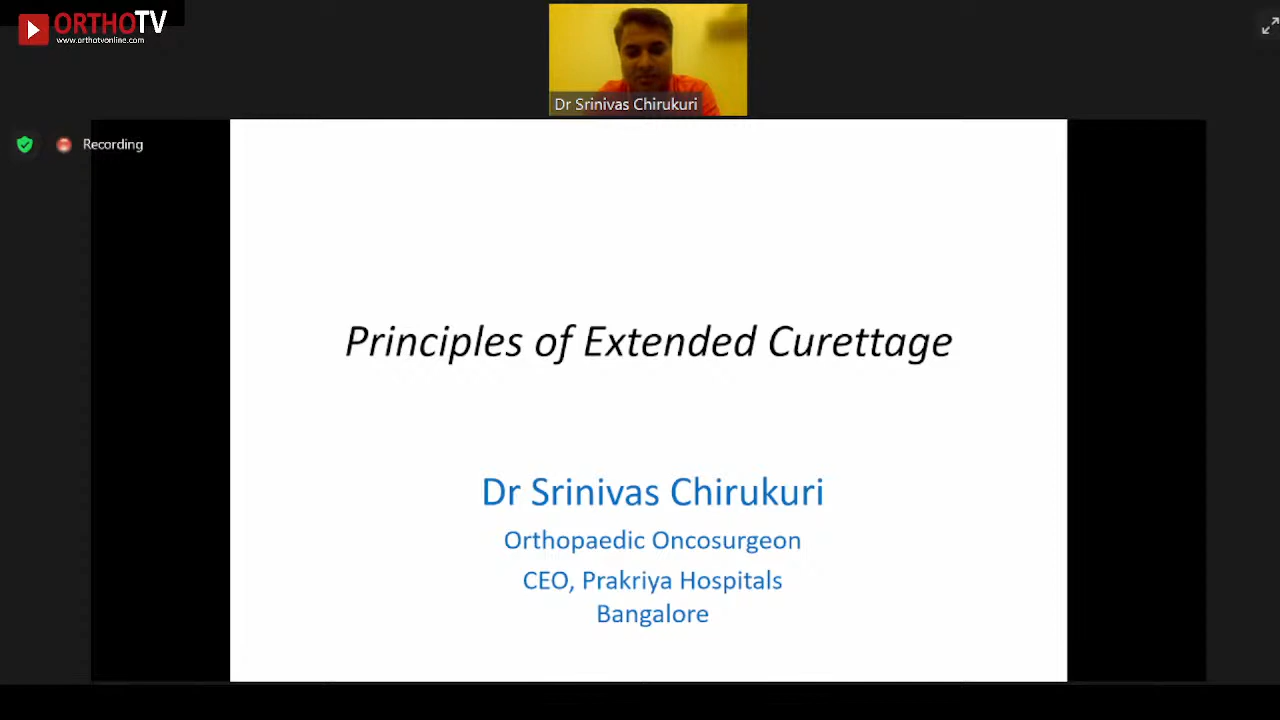 ORTHOTV
www.orthotvonline.com
Dr Srinivas Chirukuri
Recording
Principles of Extended Curettage
Dr Srinivas Chirukuri
Orthopaedic Oncosurgeon
CEO, Prakriya Hospitals
Bangalore